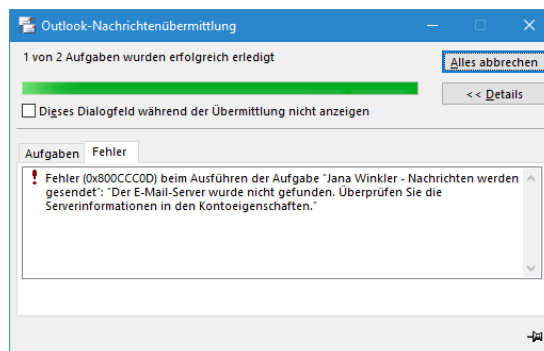 Outlook-Nachrichtenübermittlung
1 von 2 Aufgaben wurden erfolgreich erledigt
Alles abbrechen
<< Details
Dieses Dialogfeld während der Übermittlung nicht anzeigen
Aufgaben Fehler
Fehler (0x800CCC0D) beim Ausführen der Aufgabe "Jana Winkler - Nachrichten werden
gesendet": "Der E-Mail-Server wurde nicht gefunden. Überprüfen Sie die
Serverinformationen in den Kontoeigenschaften."